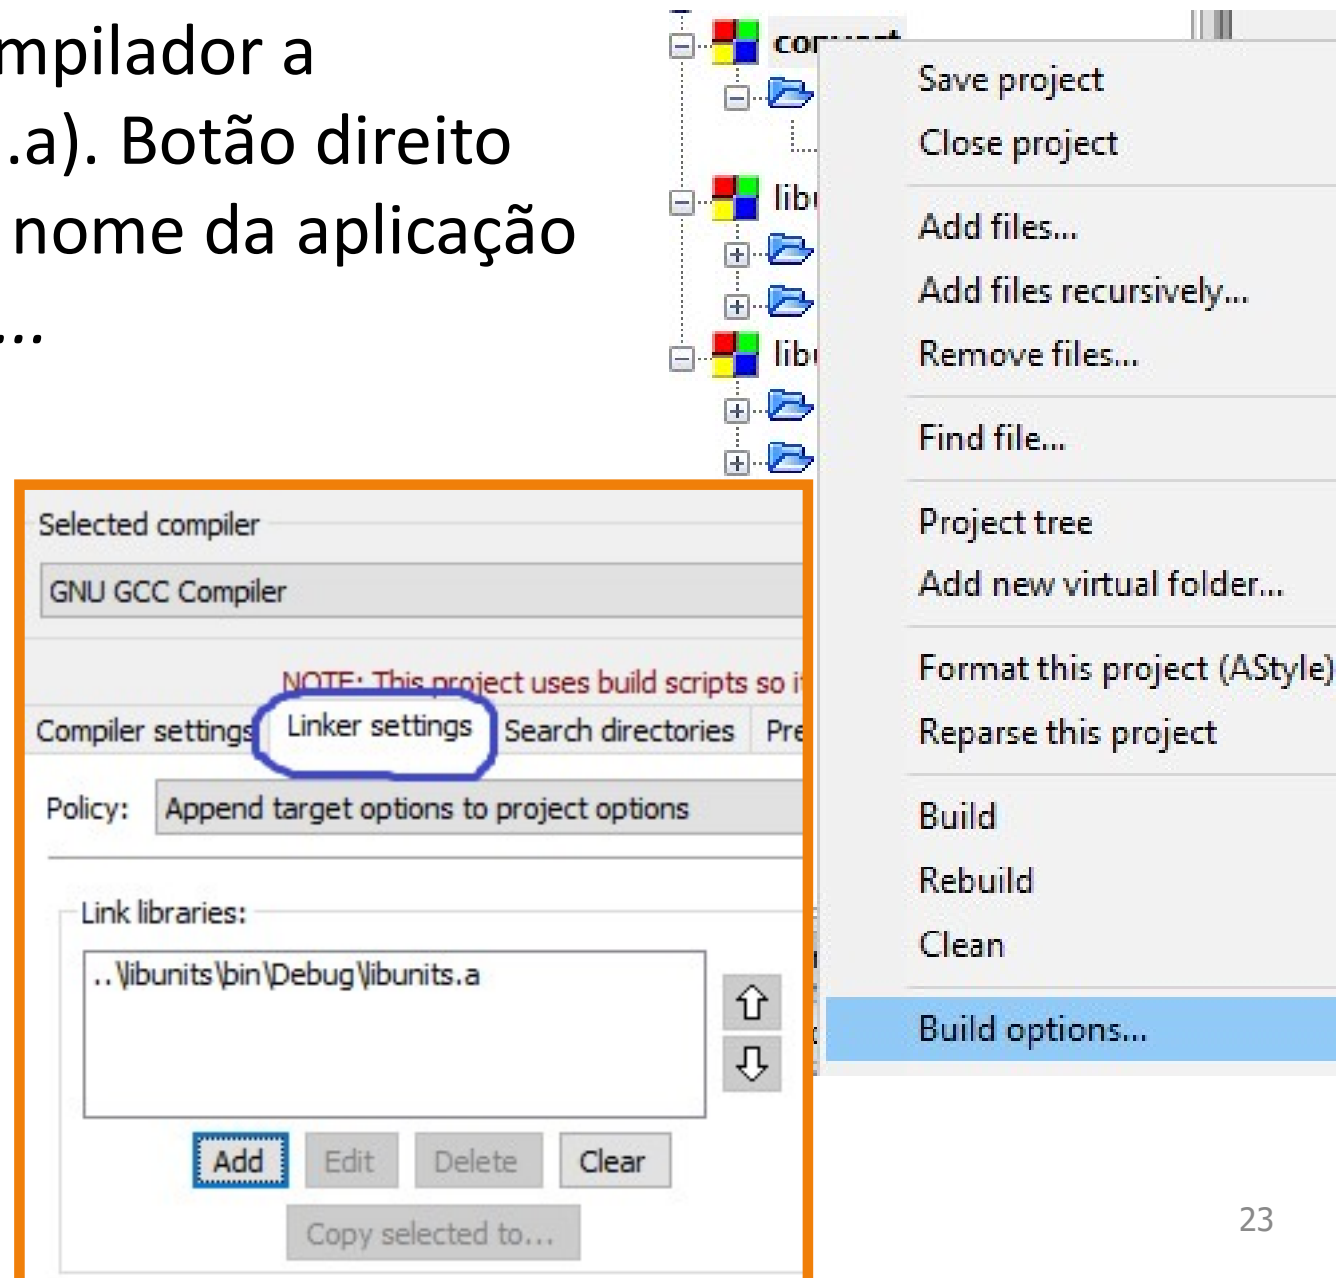 mpilador a
.a). Botão direito
nome da aplicação
...
convert
Save project
Close project
Add files...
Add files recursively...
Remove files...
Find file...
Project tree
Add new virtual folder...
Format this project (AStyle)
Reparse this project
Build
Rebuild
Clean
Build options...
Selected compiler
GNU GCC Compiler
NOTE: This project uses build scripts so i
Compiler settings
Linker settings
Search directories
Pre
Policy:
Append target options to project options
Link libraries:
..\libunits\bin\Debug\libunits.a
Add
Edit
Delete
Clear
Copy selected to...
23